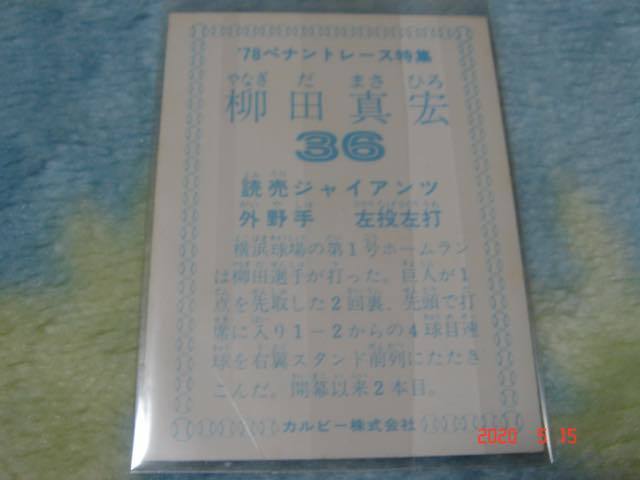 '78ペナントレース特集
やなぎ だ まさ ひろ
柳田真宏
36
読売ジャイアンツ
外野手 左投左打
横浜球場の第1号ホームラン
は柳田選手が打った。巨人が1
点を先取した2回裏、先頭で打
席に入り1-2からの4球目速
球を右翼スタンド前列にたたき
こんだ。開幕以来2本目。
カルビー株式会社
2020 5 15